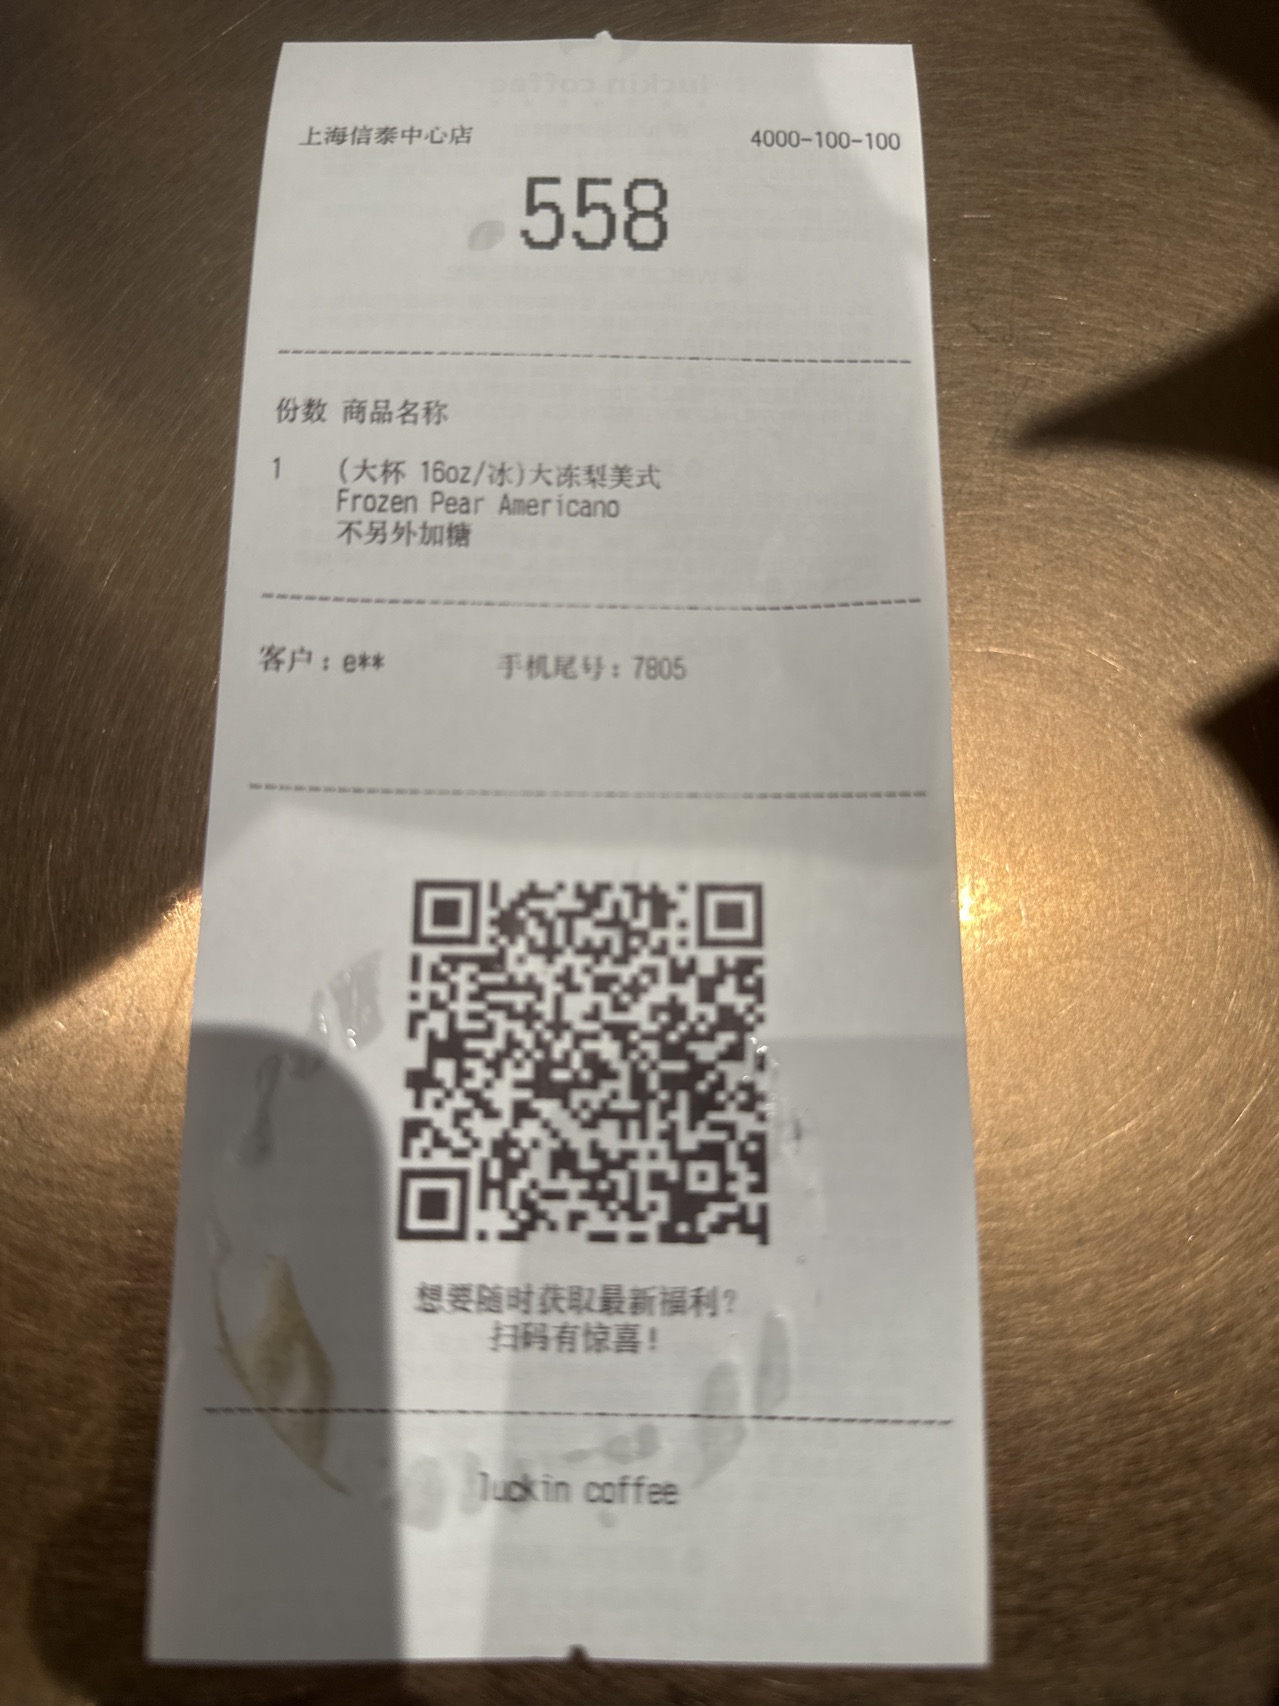 上海信泰中心店 4000-100-100
558
份数 商品名称
1 (大杯 16oz/冰)大冻梨美式
Frozen Pear Americano
不另外加糖
客户：e** 手机尾号：7805
想要随时获取最新福利？
扫码有惊喜！
luckin coffee